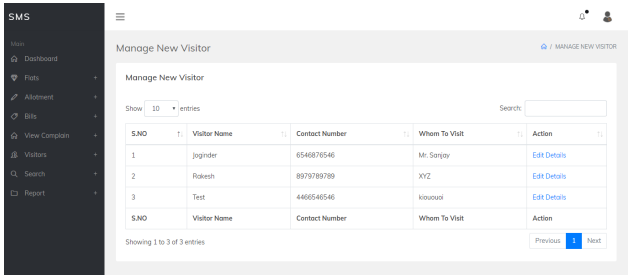 SMS
Main
Dashboard
Flats +
Allotment +
Bills +
View Complain +
Visitors +
Search +
Report +
Manage New Visitor
/ MANAGE NEW VISITOR
Manage New Visitor
Show 10 entries
Search:
S.NO Visitor Name Contact Number Whom To Visit Action
1 Joginder 6546876546 Mr. Sanjay Edit Details
2 Rakesh 8979789789 XYZ Edit Details
3 Test 4466546546 kiououoi Edit Details
S.NO Visitor Name Contact Number Whom To Visit Action
Showing 1 to 3 of 3 entries
Previous 1 Next